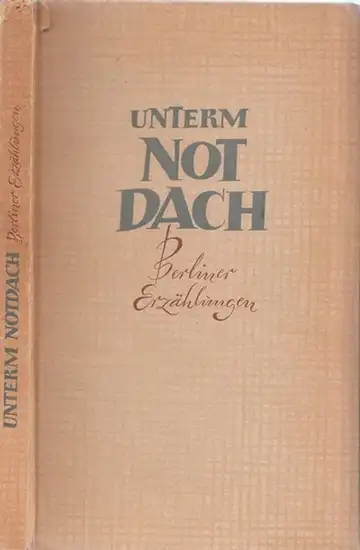 UNTERM
NOT
DACH
Berliner
Erzählungen
UNTERM NOTDACH Berliner Erzählungen